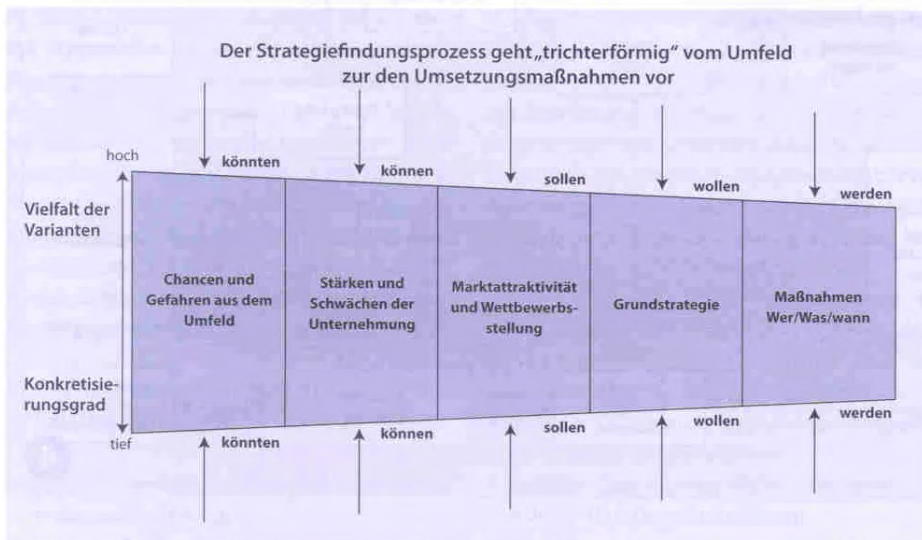 Der Strategiefindungsprozess geht „trichterförmig“ vom Umfeld
zur den Umsetzungsmaßnahmen vor
hoch
könnten
können
sollen
wollen
werden
Vielfalt der
Varianten
Chancen und
Gefahren aus dem
Umfeld
Stärken und
Schwächen der
Unternehmung
Marktattraktivität
und Wettbewerbs-
stellung
Grundstrategie
Maßnahmen
Wer/Was/wann
Konkretisie-
rungsgrad
tief
könnten
können
sollen
wollen
werden